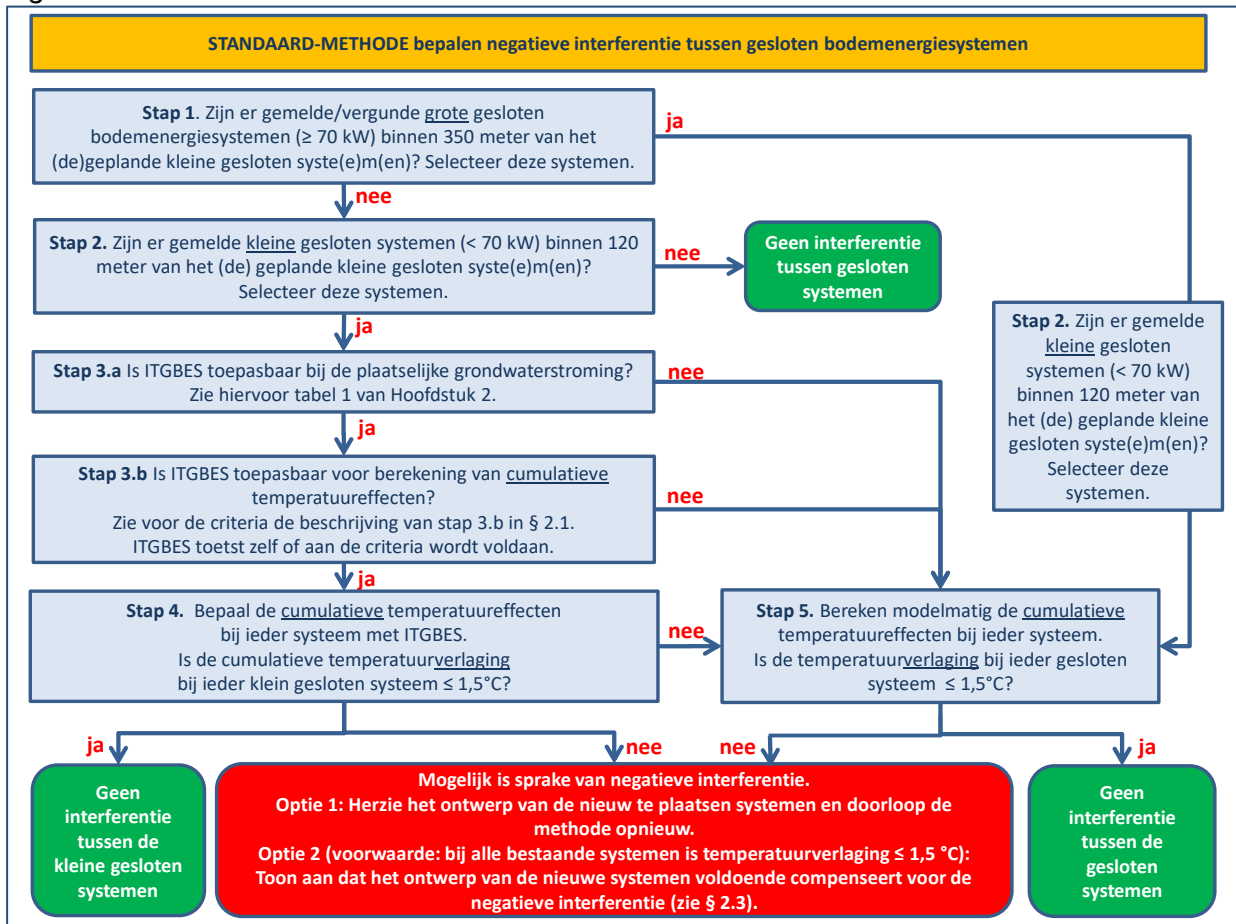 STANDAARD-METHODE bepalen negatieve interferentie tussen gesloten bodemenergiesystemen
Stap 1. Zijn er gemelde/vergunde grote gesloten
bodemenergiesystemen (≥ 70 kW) binnen 350 meter van het
(de)geplande kleine gesloten syste(e)m(en)? Selecteer deze systemen.
ja
nee
Stap 2. Zijn er gemelde kleine gesloten systemen (< 70 kW) binnen 120
meter van het (de) geplande kleine gesloten syste(e)m(en)?
Selecteer deze systemen.
nee
Geen interferentie
tussen gesloten
systemen
ja
Stap 2. Zijn er gemelde
kleine gesloten
systemen (< 70 kW)
binnen 120 meter van
het (de) geplande kleine
gesloten syste(e)m(en)?
Selecteer deze
systemen.
Stap 3.a Is ITGBES toepasbaar bij de plaatselijke grondwaterstroming?
Zie hiervoor tabel 1 van Hoofdstuk 2.
nee
ja
Stap 3.b Is ITGBES toepasbaar voor berekening van cumulatieve
temperatuureffecten?
Zie voor de criteria de beschrijving van stap 3.b in § 2.1.
ITGBES toetst zelf of aan de criteria wordt voldaan.
nee
ja
Stap 4. Bepaal de cumulatieve temperatuureffecten
bij ieder systeem met ITGBES.
Is de cumulatieve temperatuurverlaging
bij ieder klein gesloten systeem ≤ 1,5°C?
nee
Stap 5. Bereken modelmatig de cumulatieve
temperatuureffecten bij ieder systeem.
Is de temperatuurverlaging bij ieder gesloten
systeem ≤ 1,5°C?
ja
nee
nee
ja
Geen
interferentie
tussen de
kleine gesloten
systemen
Mogelijk is sprake van negatieve interferentie.
Optie 1: Herzie het ontwerp van de nieuw te plaatsen systemen en doorloop de
methode opnieuw.
Optie 2 (voorwaarde: bij alle bestaande systemen is temperatuurverlaging ≤ 1,5 °C):
Toon aan dat het ontwerp van de nieuwe systemen voldoende compenseert voor de
negatieve interferentie (zie § 2.3).
Geen
interferentie
tussen de
gesloten
systemen